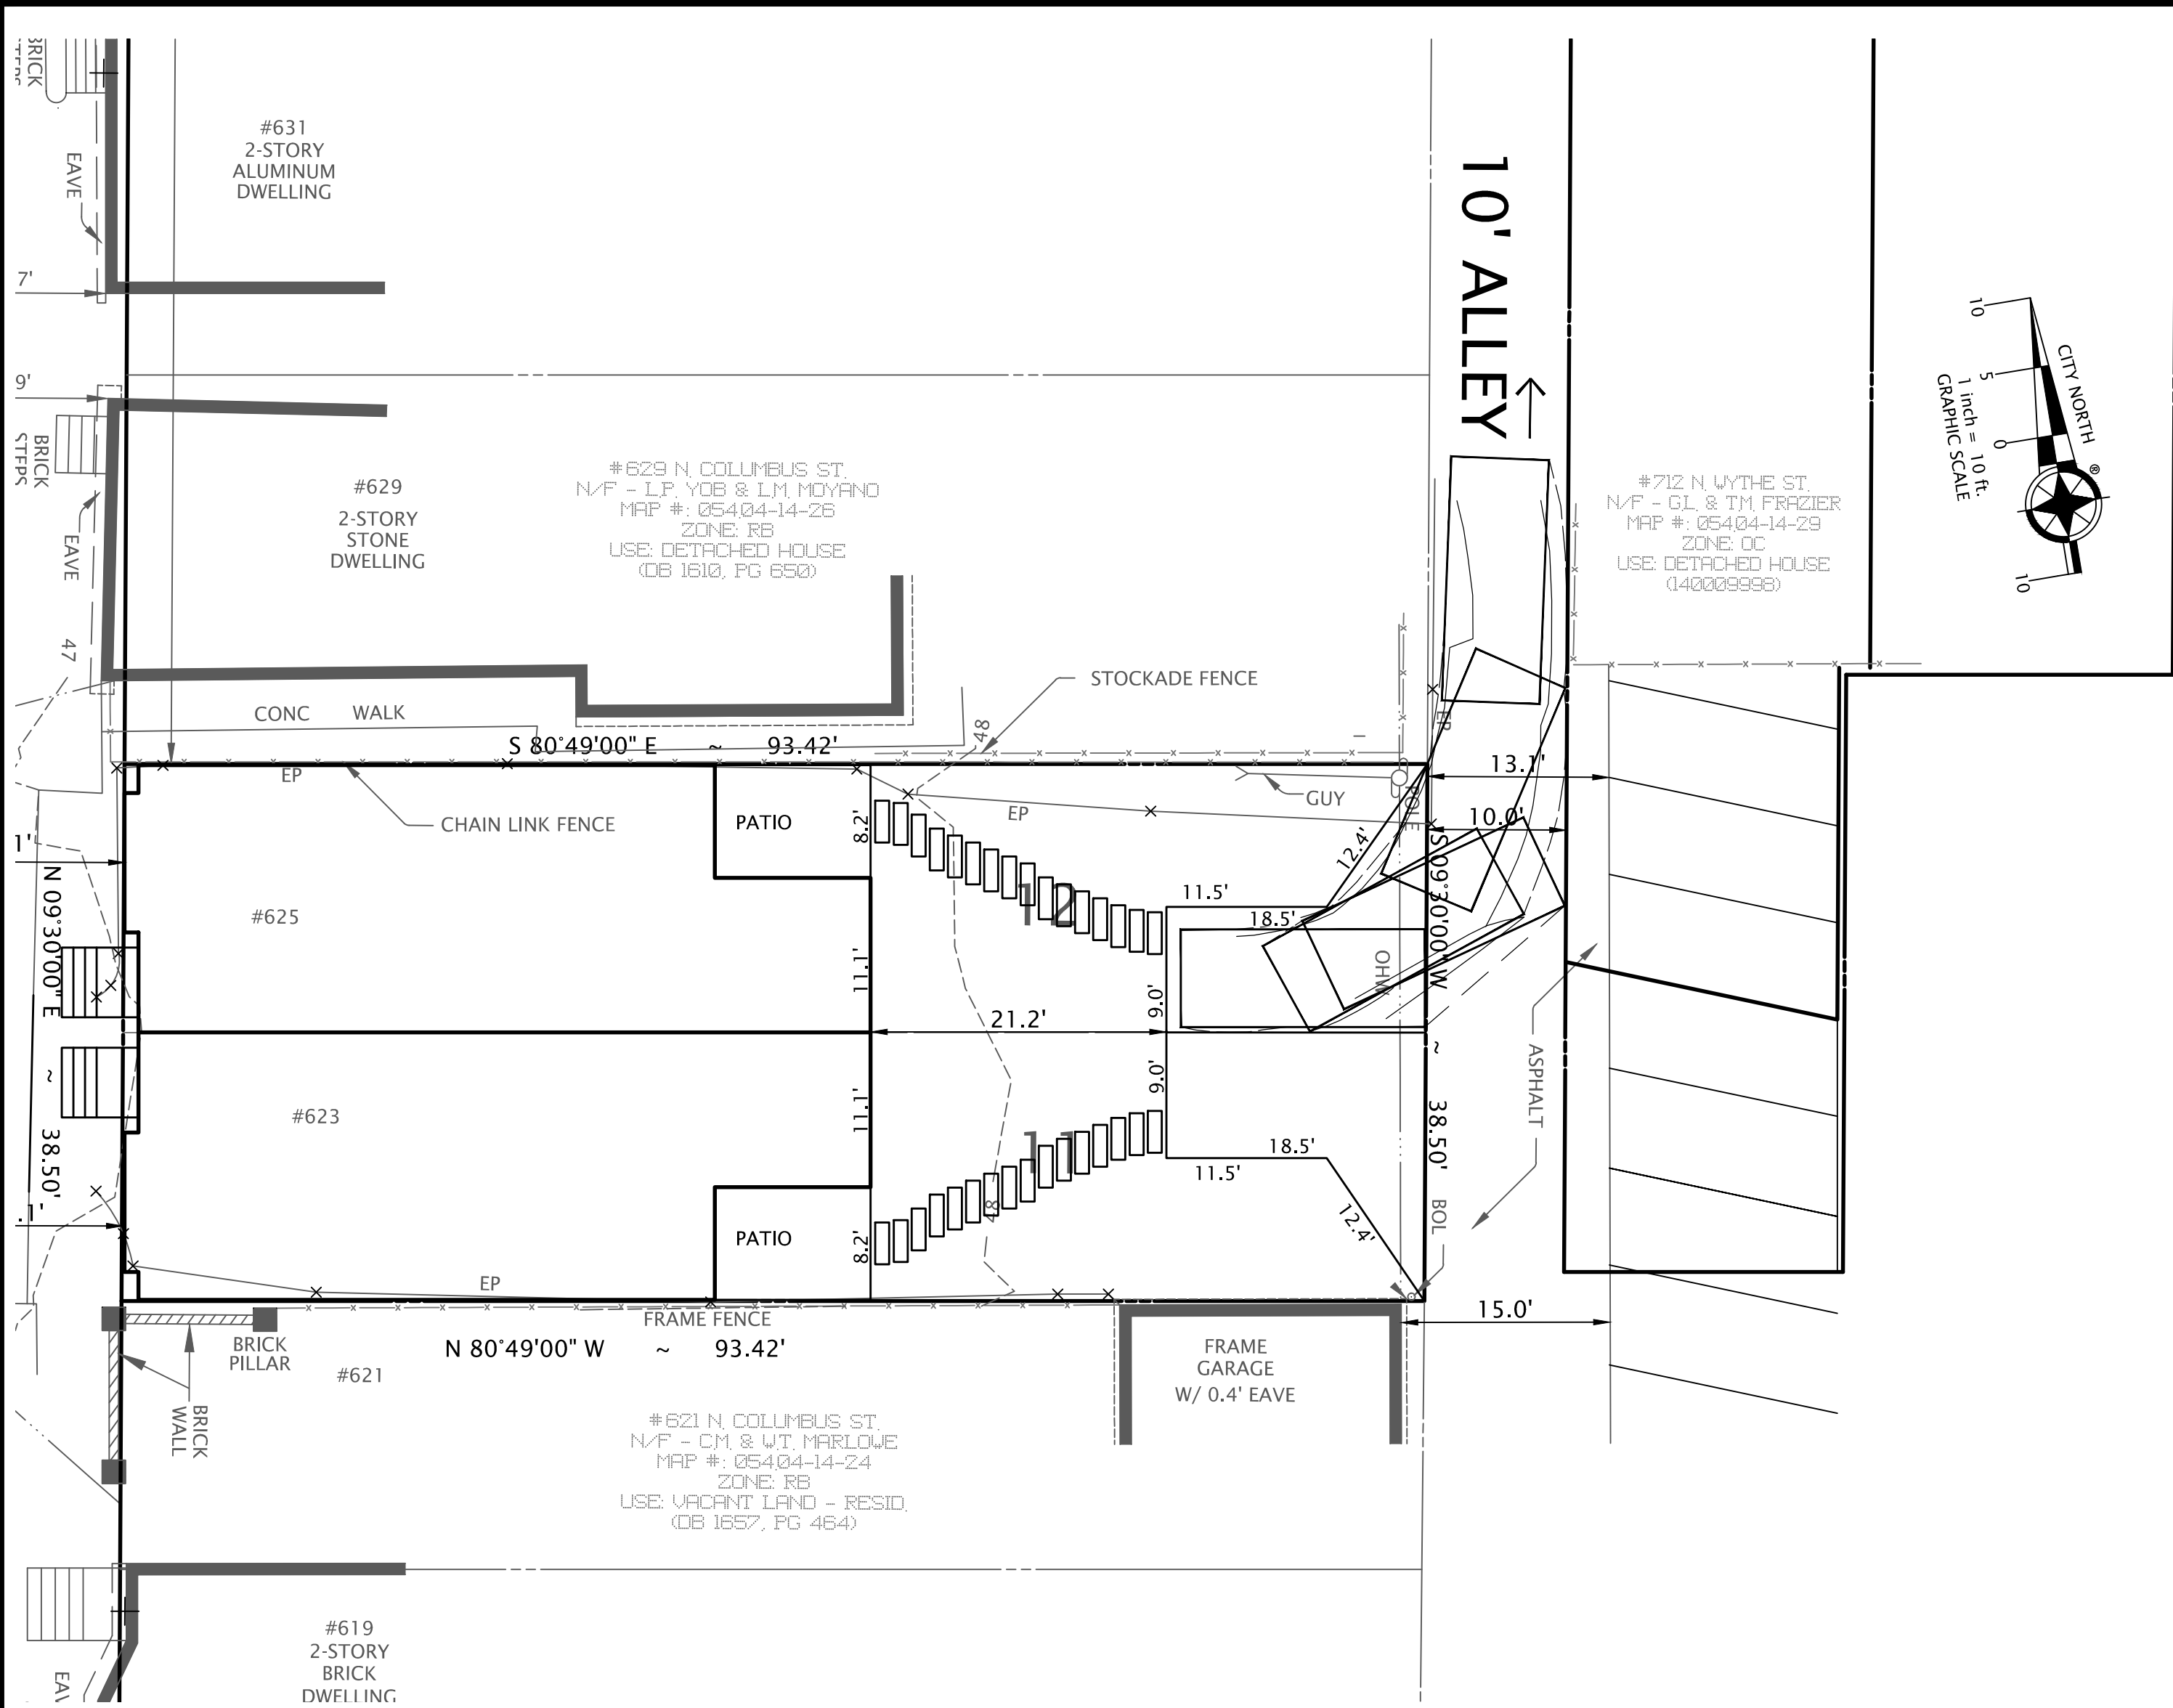 BRICK
#631
2-STORY
ALUMINUM
DWELLING
EAVE
7'
9'
BRICK
STEPS
EAVE
47
#629
2-STORY
STONE
DWELLING
#629 N. COLUMBUS ST.
N/F - L.P. YOB & L.M. MOYANO
MAP #: 054.04-14-26
ZONE: RB
USE: DETACHED HOUSE
(DB 1610, PG 650)
10' ALLEY
#712 N. WYTHE ST.
N/F - G.L. & T.M. FRAZIER
MAP #: 054.04-14-29
ZONE: OC
USE: DETACHED HOUSE
(140009996)
CITY NORTH
®
10
5
0
10
1 inch = 10 ft.
GRAPHIC SCALE
CONC WALK
STOCKADE FENCE
48
S 80°49'00" E ~ 93.42'
EP
CHAIN LINK FENCE
PATIO
8.2'
EP
GUY
POLE
EP
13.1'
10.0'
12.4'
11.5'
18.5'
12
S 09°30'00" W ~ 38.50'
OHW
1'
N 09°30'00" E ~ 38.50'
#625
11.1'
21.2'
9.0'
9.0'
11.1'
#623
11
18.5'
11.5'
12.4'
ASPHALT
BOL
.1'
PATIO
8.2'
48
EP
FRAME FENCE
N 80°49'00" W ~ 93.42'
15.0'
BRICK
PILLAR
BRICK
WALL
#621
FRAME
GARAGE
W/ 0.4' EAVE
#621 N. COLUMBUS ST.
N/F - C.M. & W.T. MARLOWE
MAP #: 054.04-14-24
ZONE: RB
USE: VACANT LAND - RESID.
(DB 1657, PG 464)
#619
2-STORY
BRICK
DWELLING